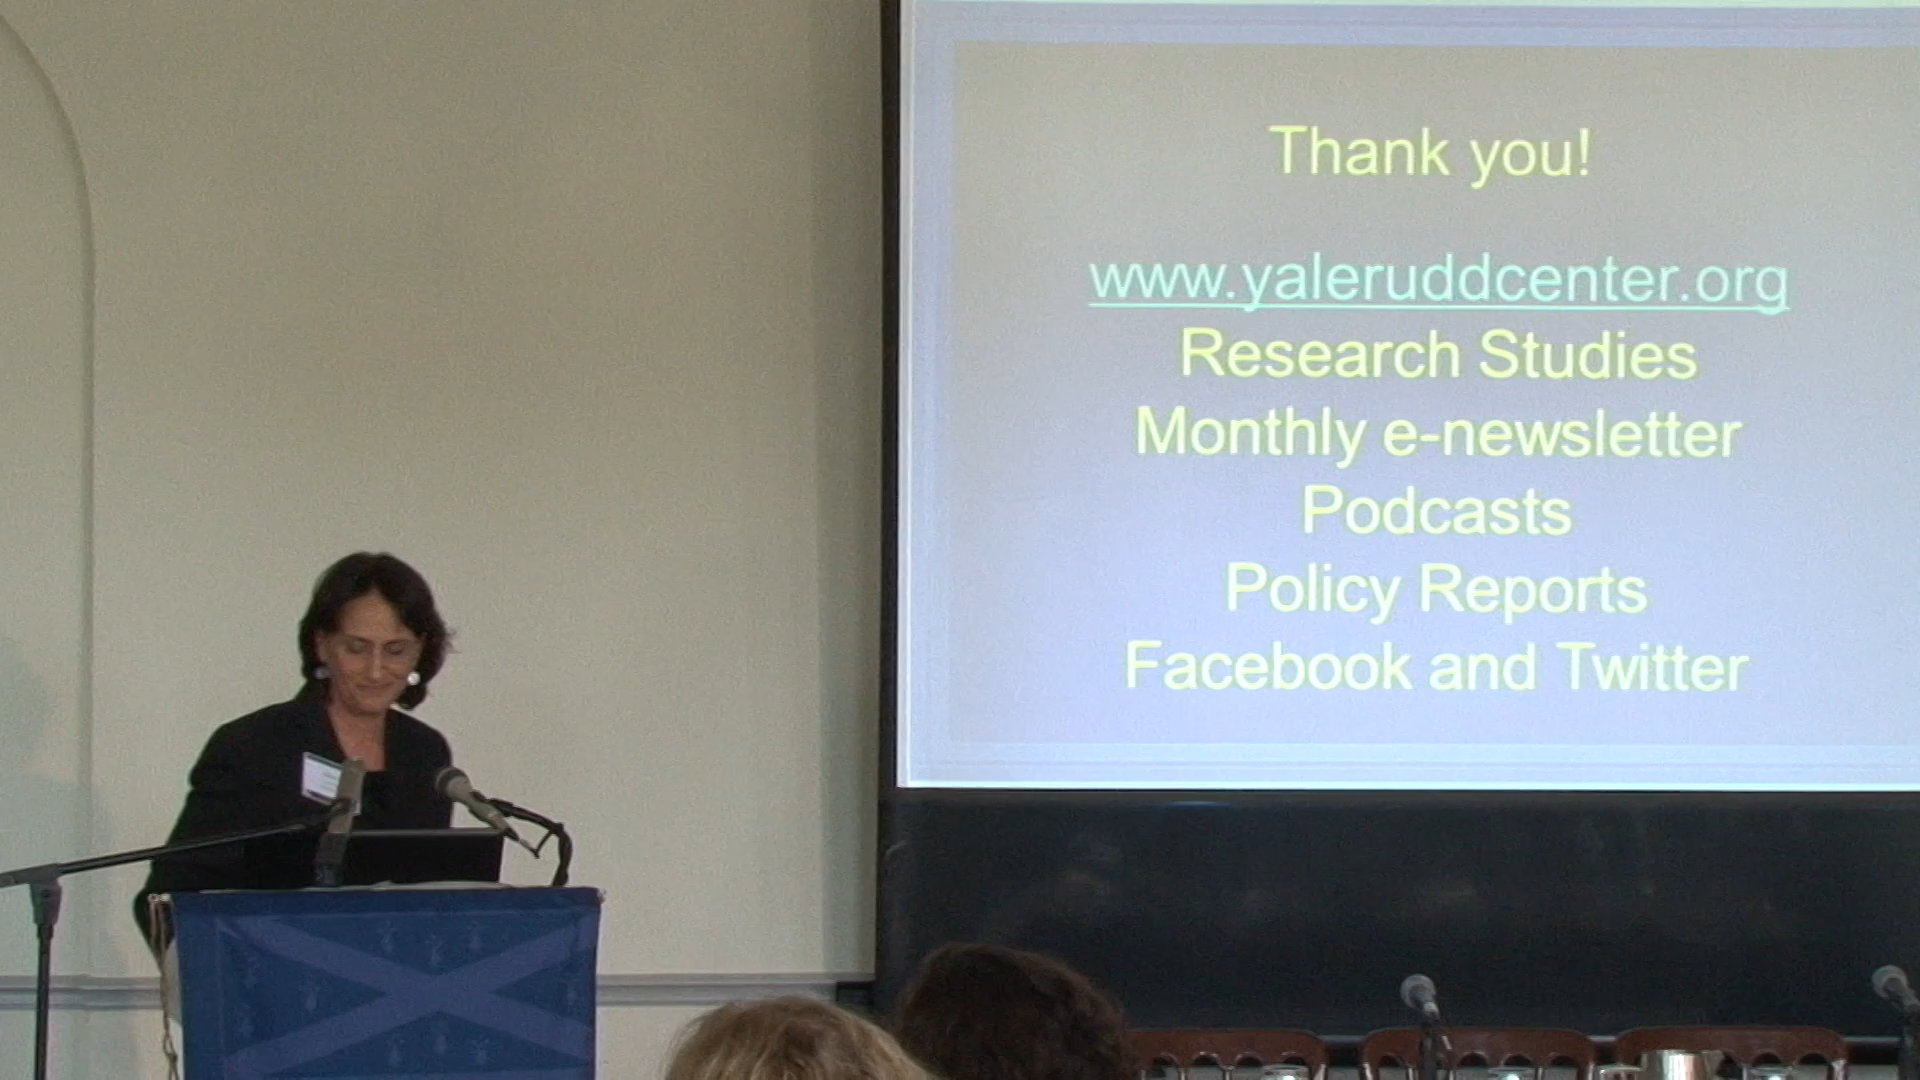 Thank you!
www.yaleruddcenter.org
Research Studies
Monthly e-newsletter
Podcasts
Policy Reports
Facebook and Twitter